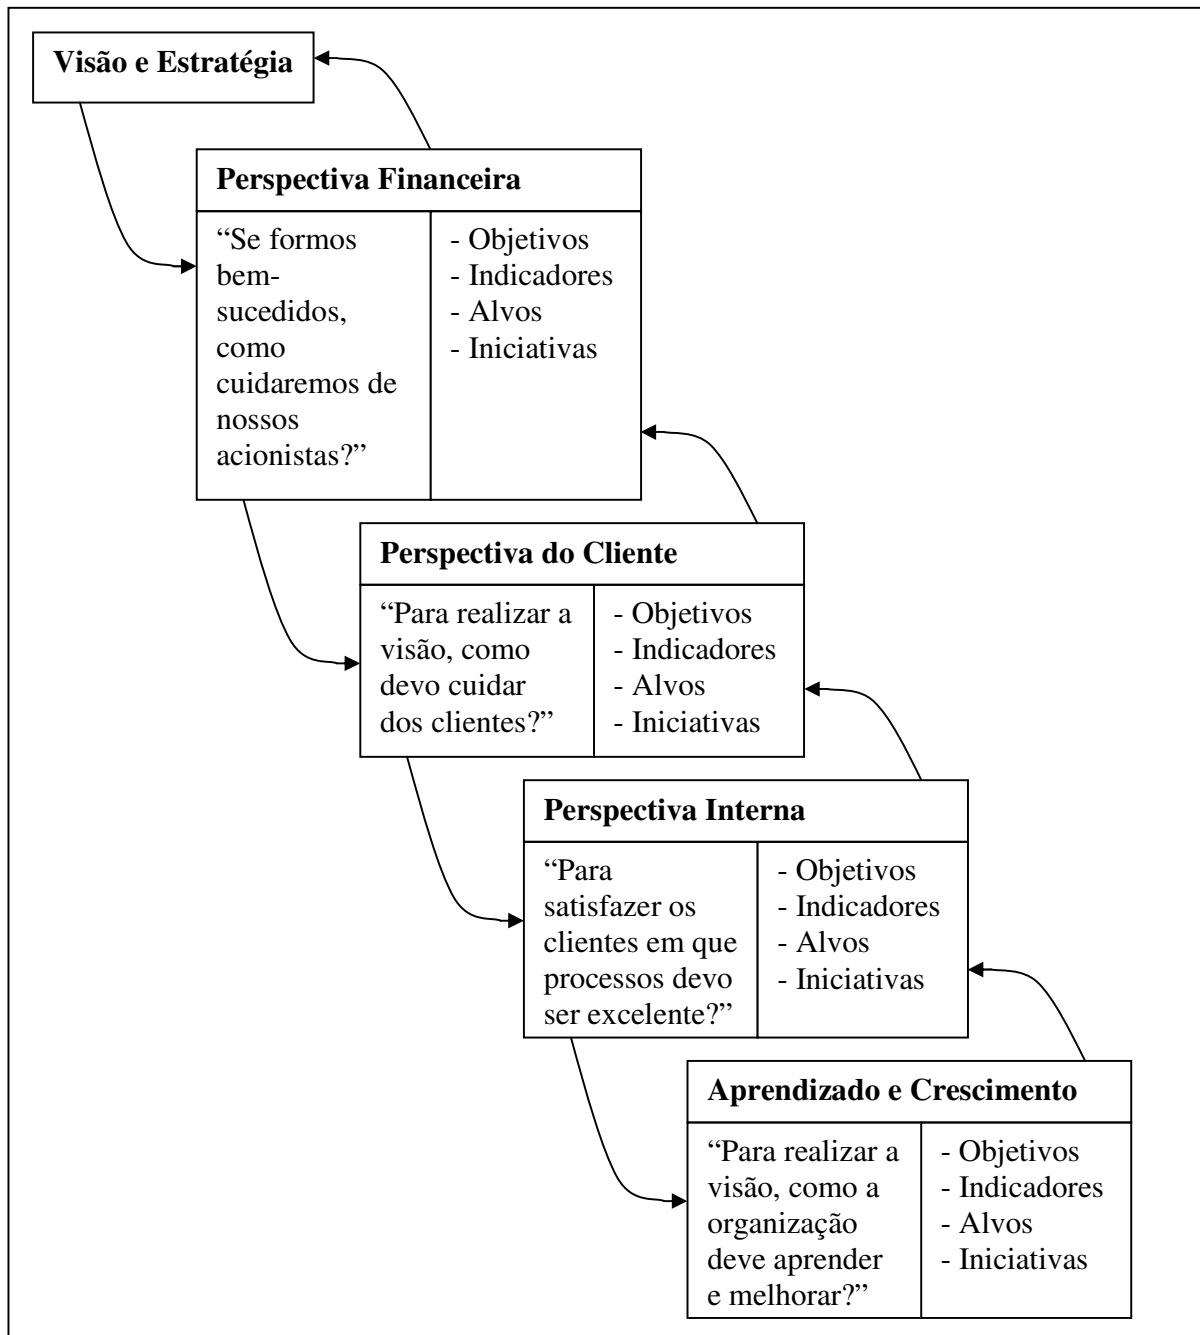 Visão e Estratégia
Perspectiva Financeira
“Se formos
bem-
sucedidos,
como
cuidaremos de
nossos
acionistas?”
- Objetivos
- Indicadores
- Alvos
- Iniciativas
Perspectiva do Cliente
“Para realizar a
visão, como
devo cuidar
dos clientes?”
- Objetivos
- Indicadores
- Alvos
- Iniciativas
Perspectiva Interna
“Para
satisfazer os
clientes em que
processos devo
ser excelente?”
- Objetivos
- Indicadores
- Alvos
- Iniciativas
Aprendizado e Crescimento
“Para realizar a
visão, como a
organização
deve aprender
e melhorar?”
- Objetivos
- Indicadores
- Alvos
- Iniciativas